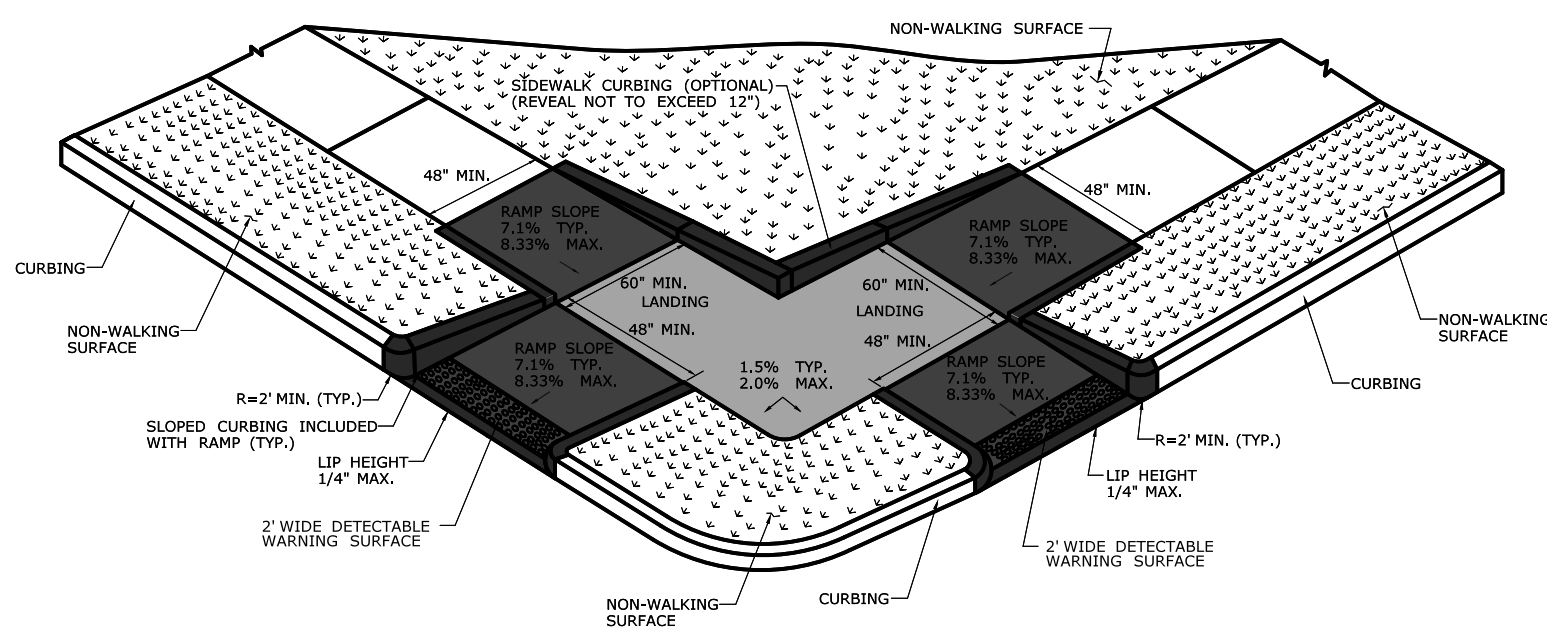 NON-WALKING SURFACE
SIDEWALK CURBING (OPTIONAL)
(REVEAL NOT TO EXCEED 12")
48" MIN.
48" MIN.
RAMP SLOPE
7.1% TYP.
8.33% MAX.
RAMP SLOPE
7.1% TYP.
8.33% MAX.
CURBING
60" MIN.
LANDING
48" MIN.
60" MIN.
LANDING
48" MIN.
NON-WALKING
SURFACE
NON-WALKING
SURFACE
RAMP SLOPE
7.1% TYP.
8.33% MAX.
1.5% TYP.
2.0% MAX.
RAMP SLOPE
7.1% TYP.
8.33% MAX.
CURBING
R=2' MIN. (TYP.)
SLOPED CURBING INCLUDED
WITH RAMP (TYP.)
R=2' MIN. (TYP.)
LIP HEIGHT
1/4" MAX.
LIP HEIGHT
1/4" MAX.
2' WIDE DETECTABLE
WARNING SURFACE
2' WIDE DETECTABLE
WARNING SURFACE
NON-WALKING
SURFACE
CURBING